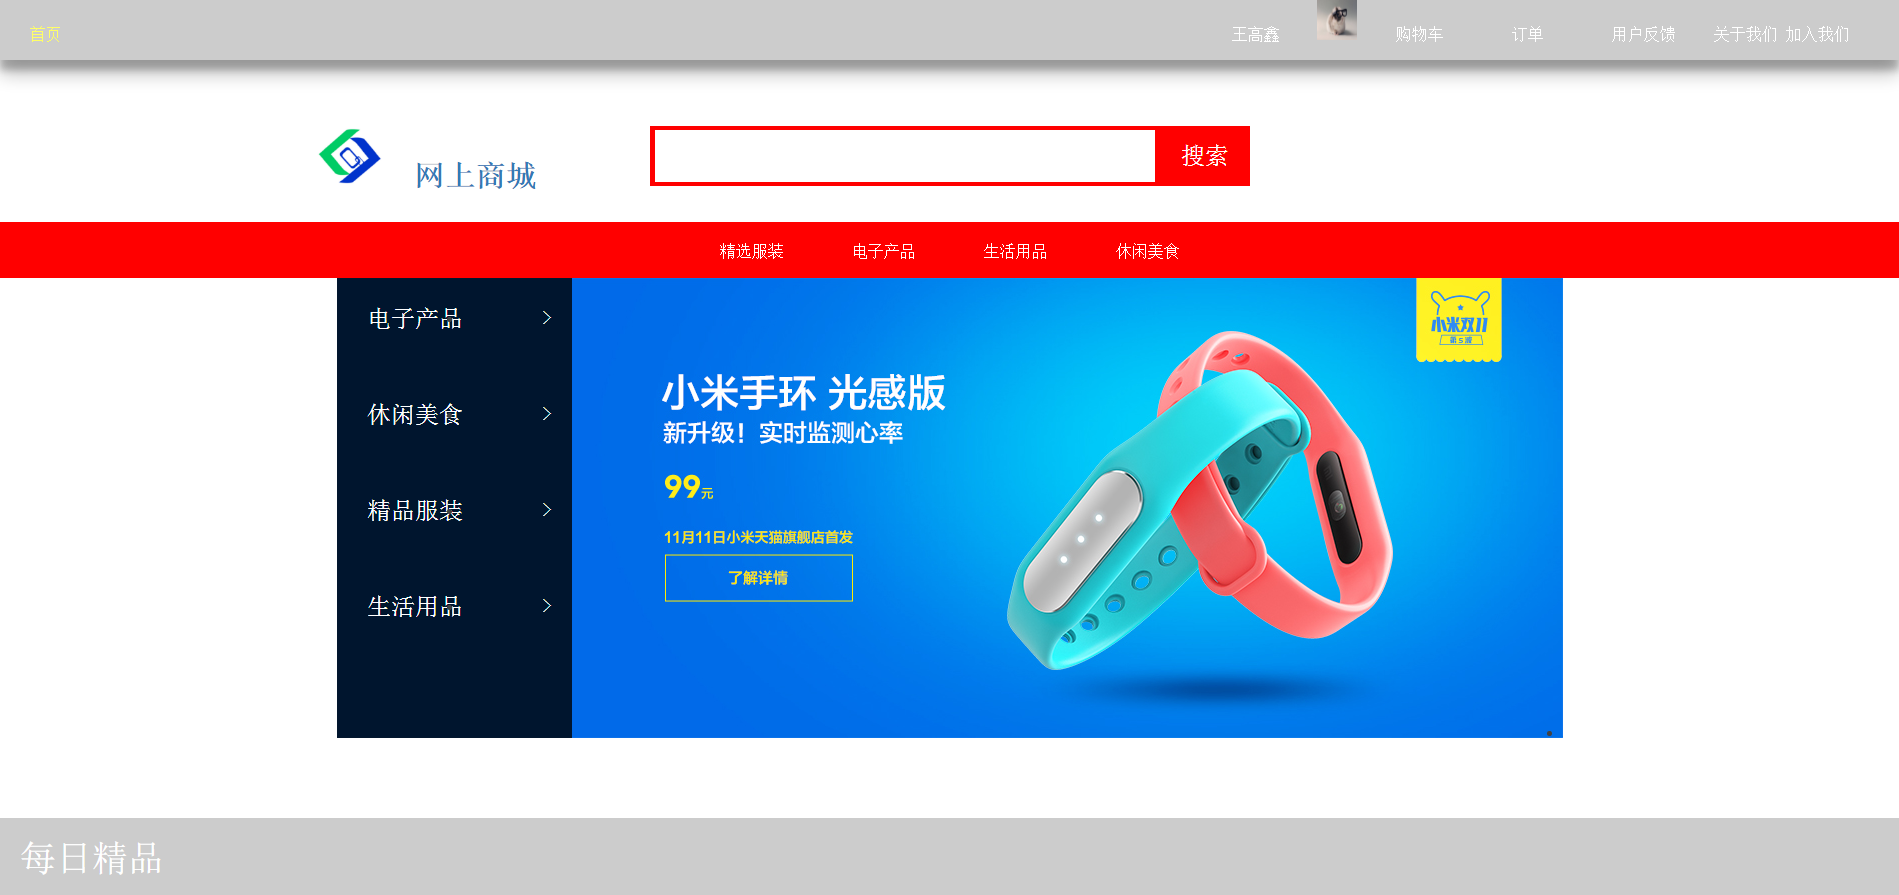 首页 王高鑫 购物车 订单 用户反馈 关于我们 加入我们
网上商城 搜索
精选服装 电子产品 生活用品 休闲美食
电子产品
休闲美食
精品服装
生活用品
小米手环 光感版
新升级！实时监测心率
99元
11月11日小米天猫旗舰店首发
了解详情
小米双11
第5波
每日精品